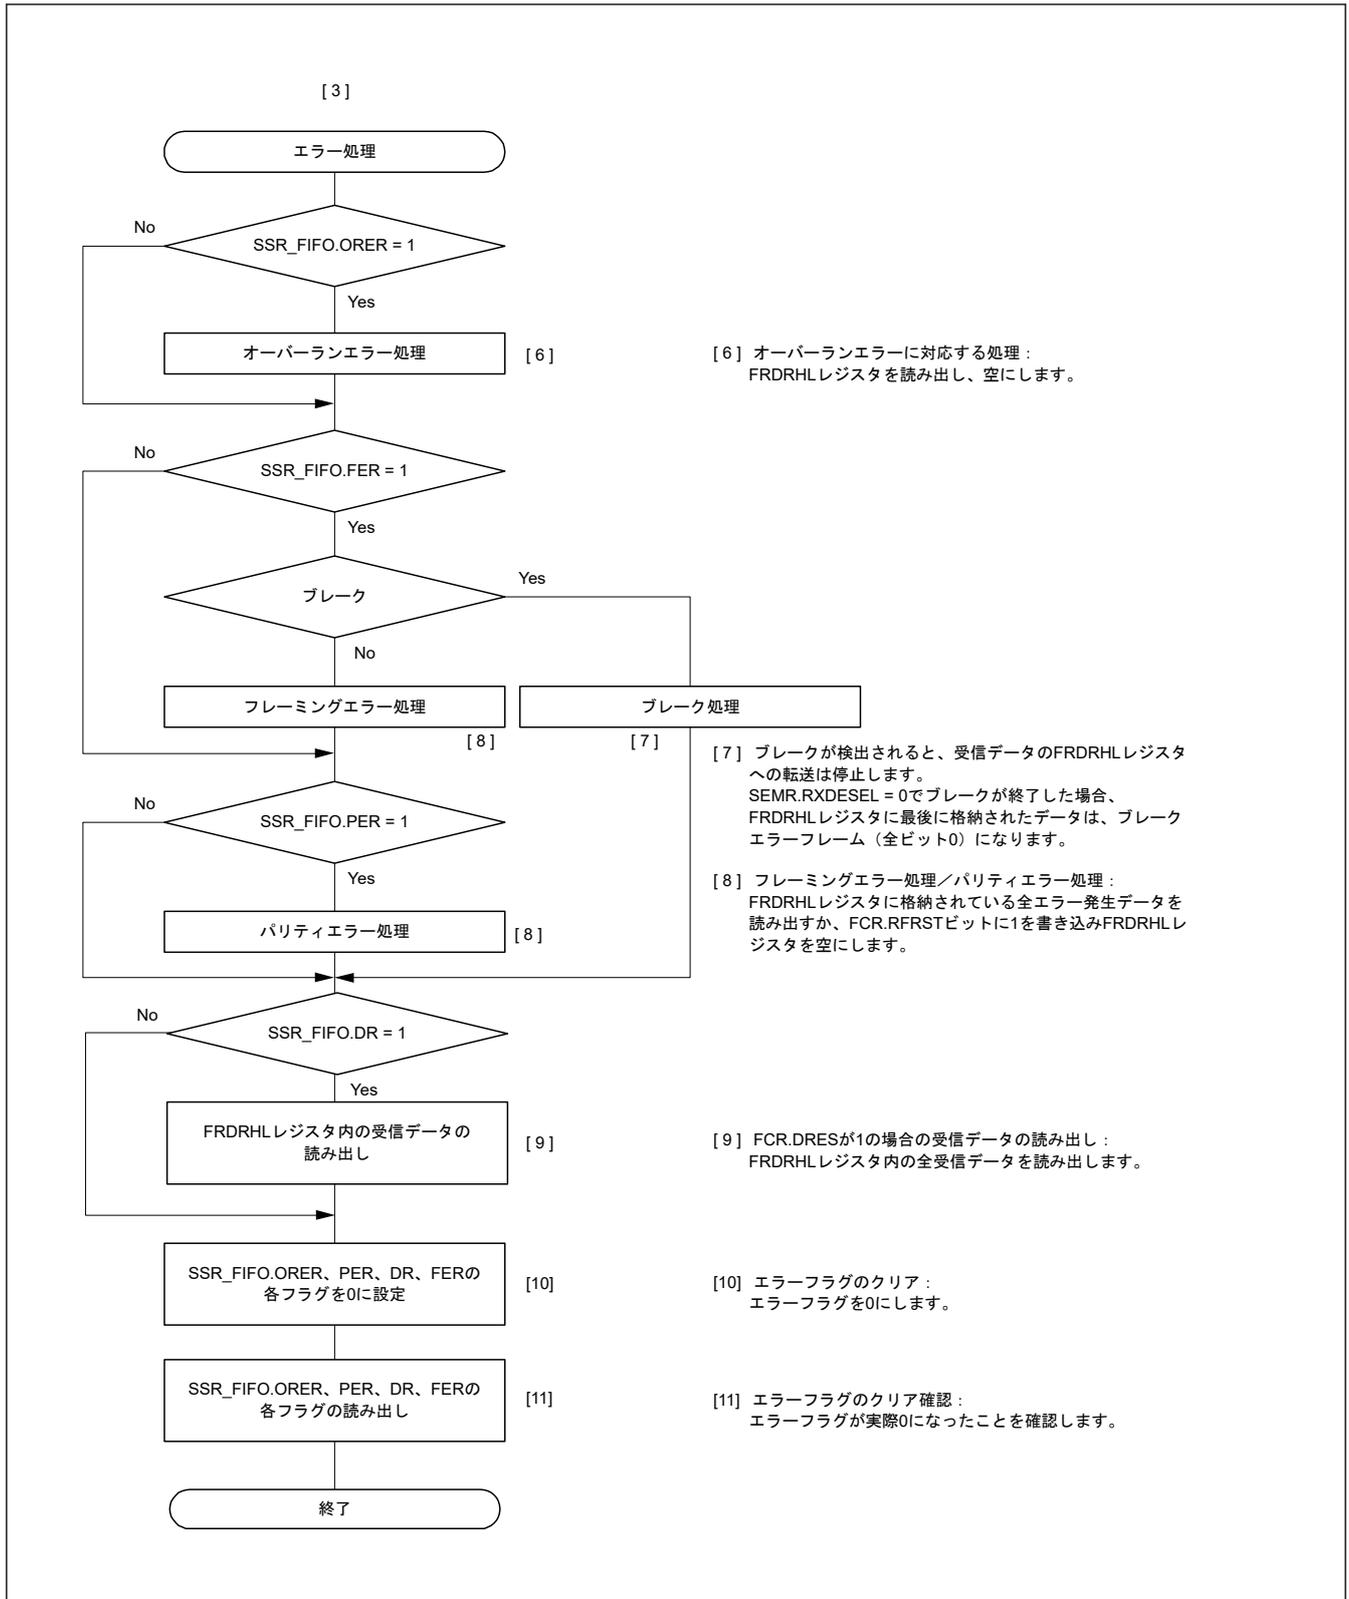 [ 3 ]
エラー処理
No
SSR_FIFO.ORER = 1
Yes
オーバーランエラー処理
[ 6 ]
[ 6 ] オーバーランエラーに対応する処理：
FRDRHLレジスタを読み出し、空にします。
No
SSR_FIFO.FER = 1
Yes
ブレーク
Yes
No
フレーミングエラー処理
ブレーク処理
[ 8 ]
[ 7 ]
[ 7 ] ブレークが検出されると、受信データのFRDRHLレジスタ
への転送は停止します。
SEMR.RXDESEL = 0でブレークが終了した場合、
FRDRHLレジスタに最後に格納されたデータは、ブレーク
エラーフレーム（全ビット0）になります。
No
SSR_FIFO.PER = 1
Yes
[ 8 ] フレーミングエラー処理／パリティエラー処理：
FRDRHLレジスタに格納されている全エラー発生データを
読み出すか、FCR.RFRSTビットに1を書き込みFRDRHLレ
ジスタを空にします。
パリティエラー処理
[ 8 ]
No
SSR_FIFO.DR = 1
Yes
FRDRHLレジスタ内の受信データの
読み出し
[ 9 ]
[ 9 ] FCR.DRESが1の場合の受信データの読み出し：
FRDRHLレジスタ内の全受信データを読み出します。
SSR_FIFO.ORER、PER、DR、FERの
各フラグを0に設定
[10]
[10] エラーフラグのクリア：
エラーフラグを0にします。
SSR_FIFO.ORER、PER、DR、FERの
各フラグの読み出し
[11]
[11] エラーフラグのクリア確認：
エラーフラグが実際0になったことを確認します。
終了